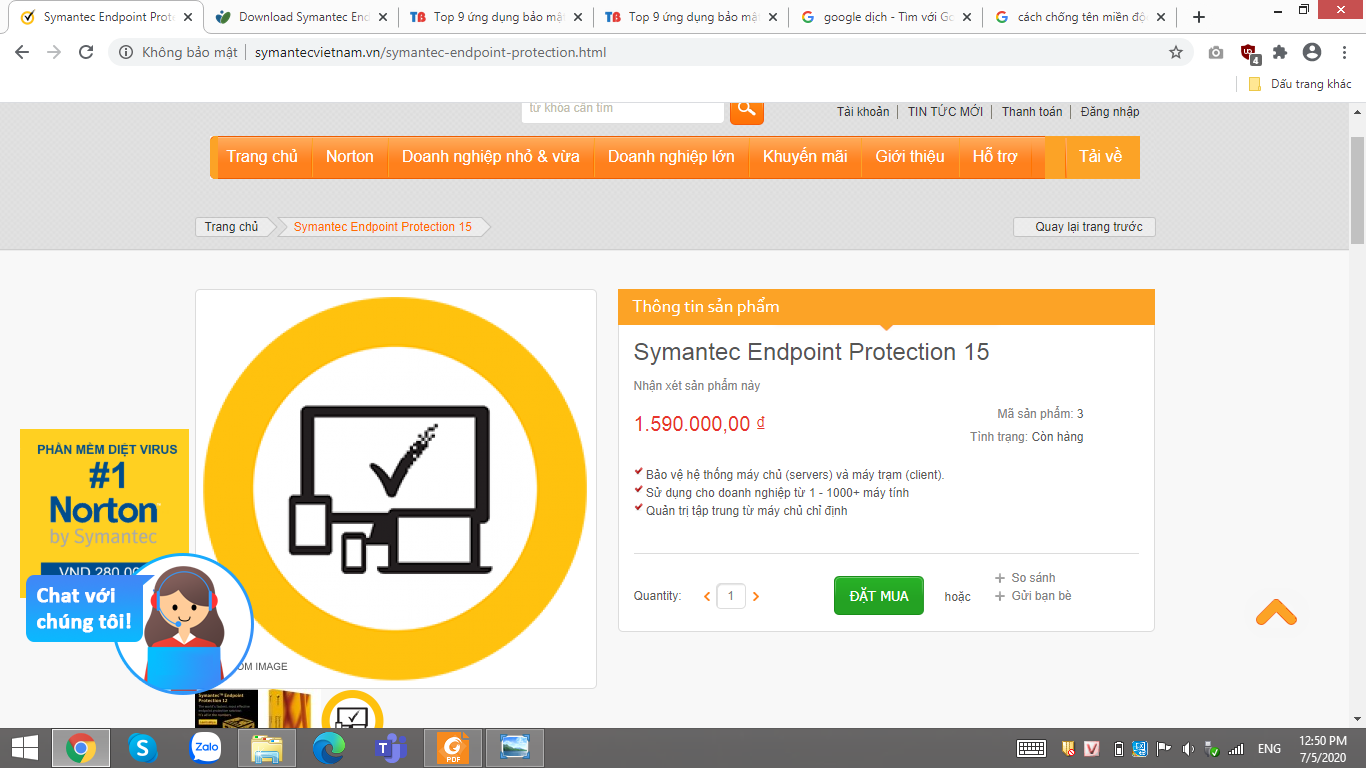 Symantec Endpoint Prote
Download Symantec End
Top 9 ứng dụng bảo mật
Top 9 ứng dụng bảo mật
google dịch - Tìm với Go
cách chống tên miền độ
Không bảo mật
symantecvietnam.vn/symantec-endpoint-protection.html
4
Dấu trang khác
từ khóa cần tìm
Tài khoản
TIN TỨC MỚI
Thanh toán
Đăng nhập
Trang chủ
Norton
Doanh nghiệp nhỏ & vừa
Doanh nghiệp lớn
Khuyến mãi
Giới thiệu
Hỗ trợ
Tải về
Trang chủ
Symantec Endpoint Protection 15
Quay lại trang trước
Thông tin sản phẩm
Symantec Endpoint Protection 15
Nhận xét sản phẩm này
1.590.000,00 ₫
Mã sản phẩm: 3
Tình trạng: Còn hàng
Bảo vệ hệ thống máy chủ (servers) và máy trạm (client).
Sử dụng cho doanh nghiệp từ 1 - 1000+ máy tính
Quản trị tập trung từ máy chủ chỉ định
Quantity:
1
ĐẶT MUA
hoặc
So sánh
Gửi bạn bè
PHẦN MỀM DIỆT VIRUS
#1
Norton
by Symantec
VND 280.00
Chat với
chúng tôi!
OM IMAGE
Symantec™ Endpoint
Protection 12
Zalo
PDF
ENG
12:50 PM
7/5/2020